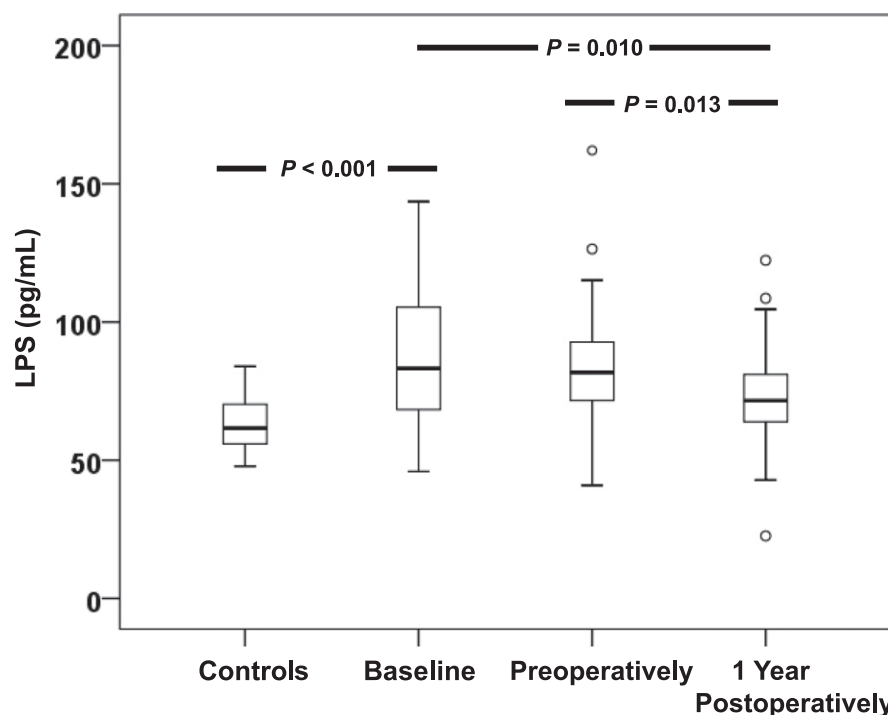 200
P = 0.010
P = 0.013
P < 0.001
150
LPS (pg/mL)
100
50
0
Controls
Baseline
Preoperatively
1 Year
Postoperatively